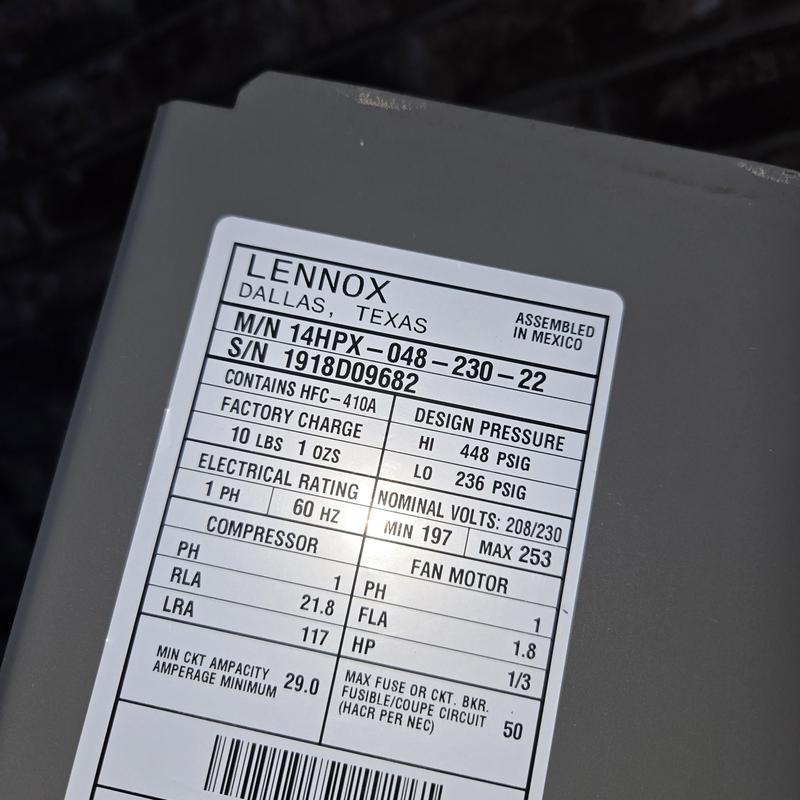 LENNOX
DALLAS, TEXAS
ASSEMBLED
IN MEXICO
M/N 14HPX-048-230-22
S/N 1918D09682
CONTAINS HFC-410A
FACTORY CHARGE
10 LBS 1 OZS
DESIGN PRESSURE
HI 448 PSIG
LO 236 PSIG
ELECTRICAL RATING
1 PH 60 HZ
NOMINAL VOLTS: 208/230
MIN 197 MAX 253
COMPRESSOR
PH 1
RLA 21.8
LRA 117
FAN MOTOR
PH 1
FLA 1.8
HP 1/3
MIN CKT AMPACITY
AMPERAGE MINIMUM 29.0
MAX FUSE OR CKT. BKR.
FUSIBLE/COUPE CIRCUIT
(HACR PER NEC) 50